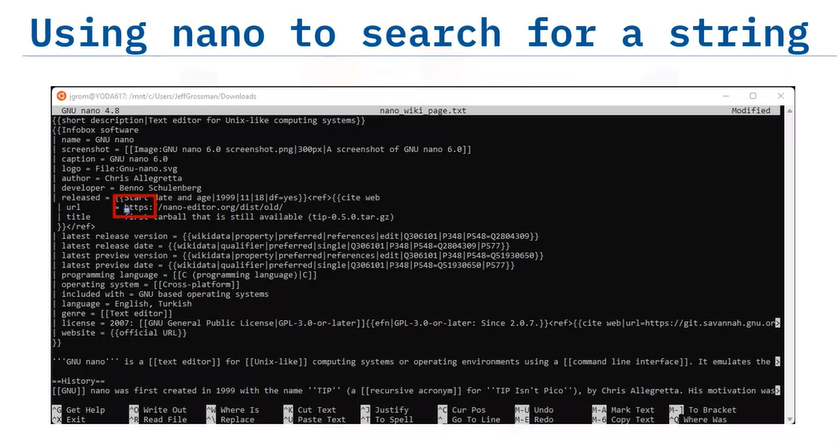 Using nano to search for a string
jgrom@YODA617: /mnt/c/Users/JeffGrossman/Downloads
GNU nano 4.8 nano_wiki_page.txt Modified
{{short description|Text editor for Unix-like computing systems}}
{{Infobox software
| name = GNU nano
| screenshot = [[Image:GNU nano 6.0 screenshot.png|300px|A screenshot of GNU nano 6.0]]
| caption = GNU nano 6.0
| logo = File:Gnu-nano.svg
| author = Chris Allegretta
| developer = Benno Schulenberg
| released = {{Start date and age|1999|11|18|df=yes}}<ref>{{cite web
| url = https://nano-editor.org/dist/old/
| title = First tarball that is still available (tip-0.5.0.tar.gz)
}}</ref>
| latest release version = {{wikidata|property|preferred|references|edit|Q306101|P348|P548=Q2804309}}
| latest release date = {{wikidata|qualifier|preferred|single|Q306101|P348|P548=Q2804309|P577}}
| latest preview version = {{wikidata|property|preferred|references|edit|Q306101|P348|P548=Q51930650}}
| latest preview date = {{wikidata|qualifier|preferred|single|Q306101|P348|P548=Q51930650|P577}}
| programming language = [[C (programming language)|C]]
| operating system = [[Cross-platform]]
| included with = GNU based operating systems
| language = English, Turkish
| genre = [[Text editor]]
| license = 2007: [[GNU General Public License|GPL-3.0-or-later]]{{efn|GPL-3.0-or-later: Since 2.0.7.}}<ref>{{cite web|url=https://git.savannah.gnu.or>
| website = {{official URL}}
}}
'''GNU nano''' is a [[text editor]] for [[Unix-like]] computing systems or operating environments using a [[command line interface]]. It emulates the >
==History==
[[GNU]] nano was first created in 1999 with the name ''TIP'' (a [[recursive acronym]] for ''TIP Isn't Pico''), by Chris Allegretta. His motivation was>
^G Get Help ^O Write Out ^W Where Is ^K Cut Text ^J Justify ^C Cur Pos M-U Undo M-A Mark Text M-] To Bracket
^X Exit ^R Read File ^\ Replace ^U Paste Text ^T To Spell ^_ Go To Line M-E Redo M-6 Copy Text ^Q Where Was